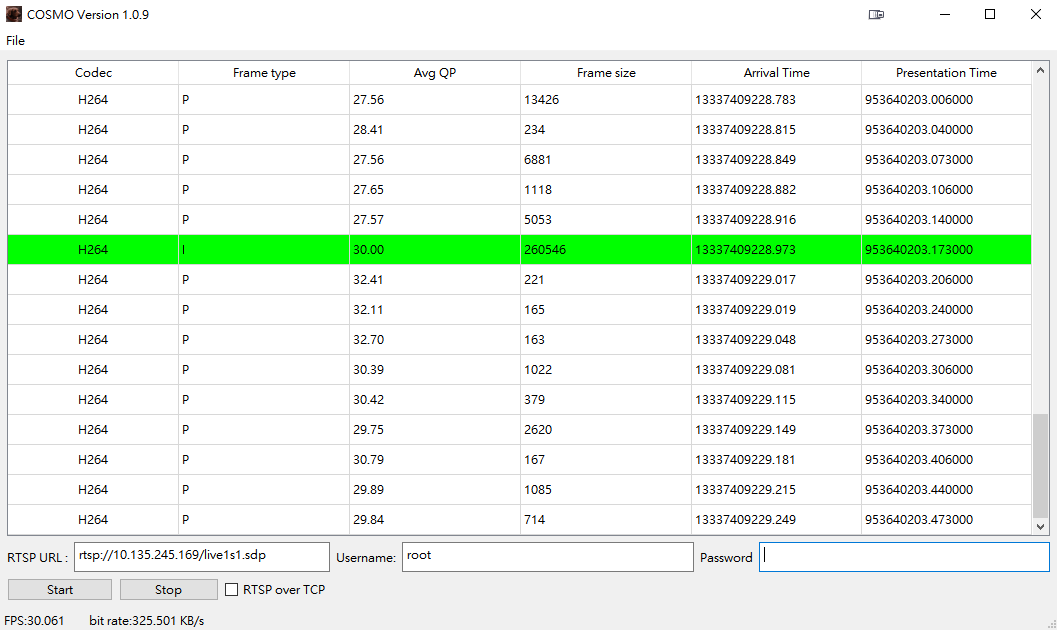 COSMO Version 1.0.9
File
Codec Frame type Avg QP Frame size Arrival Time Presentation Time
H264 P 27.56 13426 13337409228.783 953640203.006000
H264 P 28.41 234 13337409228.815 953640203.040000
H264 P 27.56 6881 13337409228.849 953640203.073000
H264 P 27.65 1118 13337409228.882 953640203.106000
H264 P 27.57 5053 13337409228.916 953640203.140000
H264 I 30.00 260546 13337409228.973 953640203.173000
H264 P 32.41 221 13337409229.017 953640203.206000
H264 P 32.11 165 13337409229.019 953640203.240000
H264 P 32.70 163 13337409229.048 953640203.273000
H264 P 30.39 1022 13337409229.081 953640203.306000
H264 P 30.42 379 13337409229.115 953640203.340000
H264 P 29.75 2620 13337409229.149 953640203.373000
H264 P 30.79 167 13337409229.181 953640203.406000
H264 P 29.89 1085 13337409229.215 953640203.440000
H264 P 29.84 714 13337409229.249 953640203.473000
RTSP URL : rtsp://10.135.245.169/live1s1.sdp Username: root Password
Start Stop RTSP over TCP
FPS:30.061 bit rate:325.501 KB/s